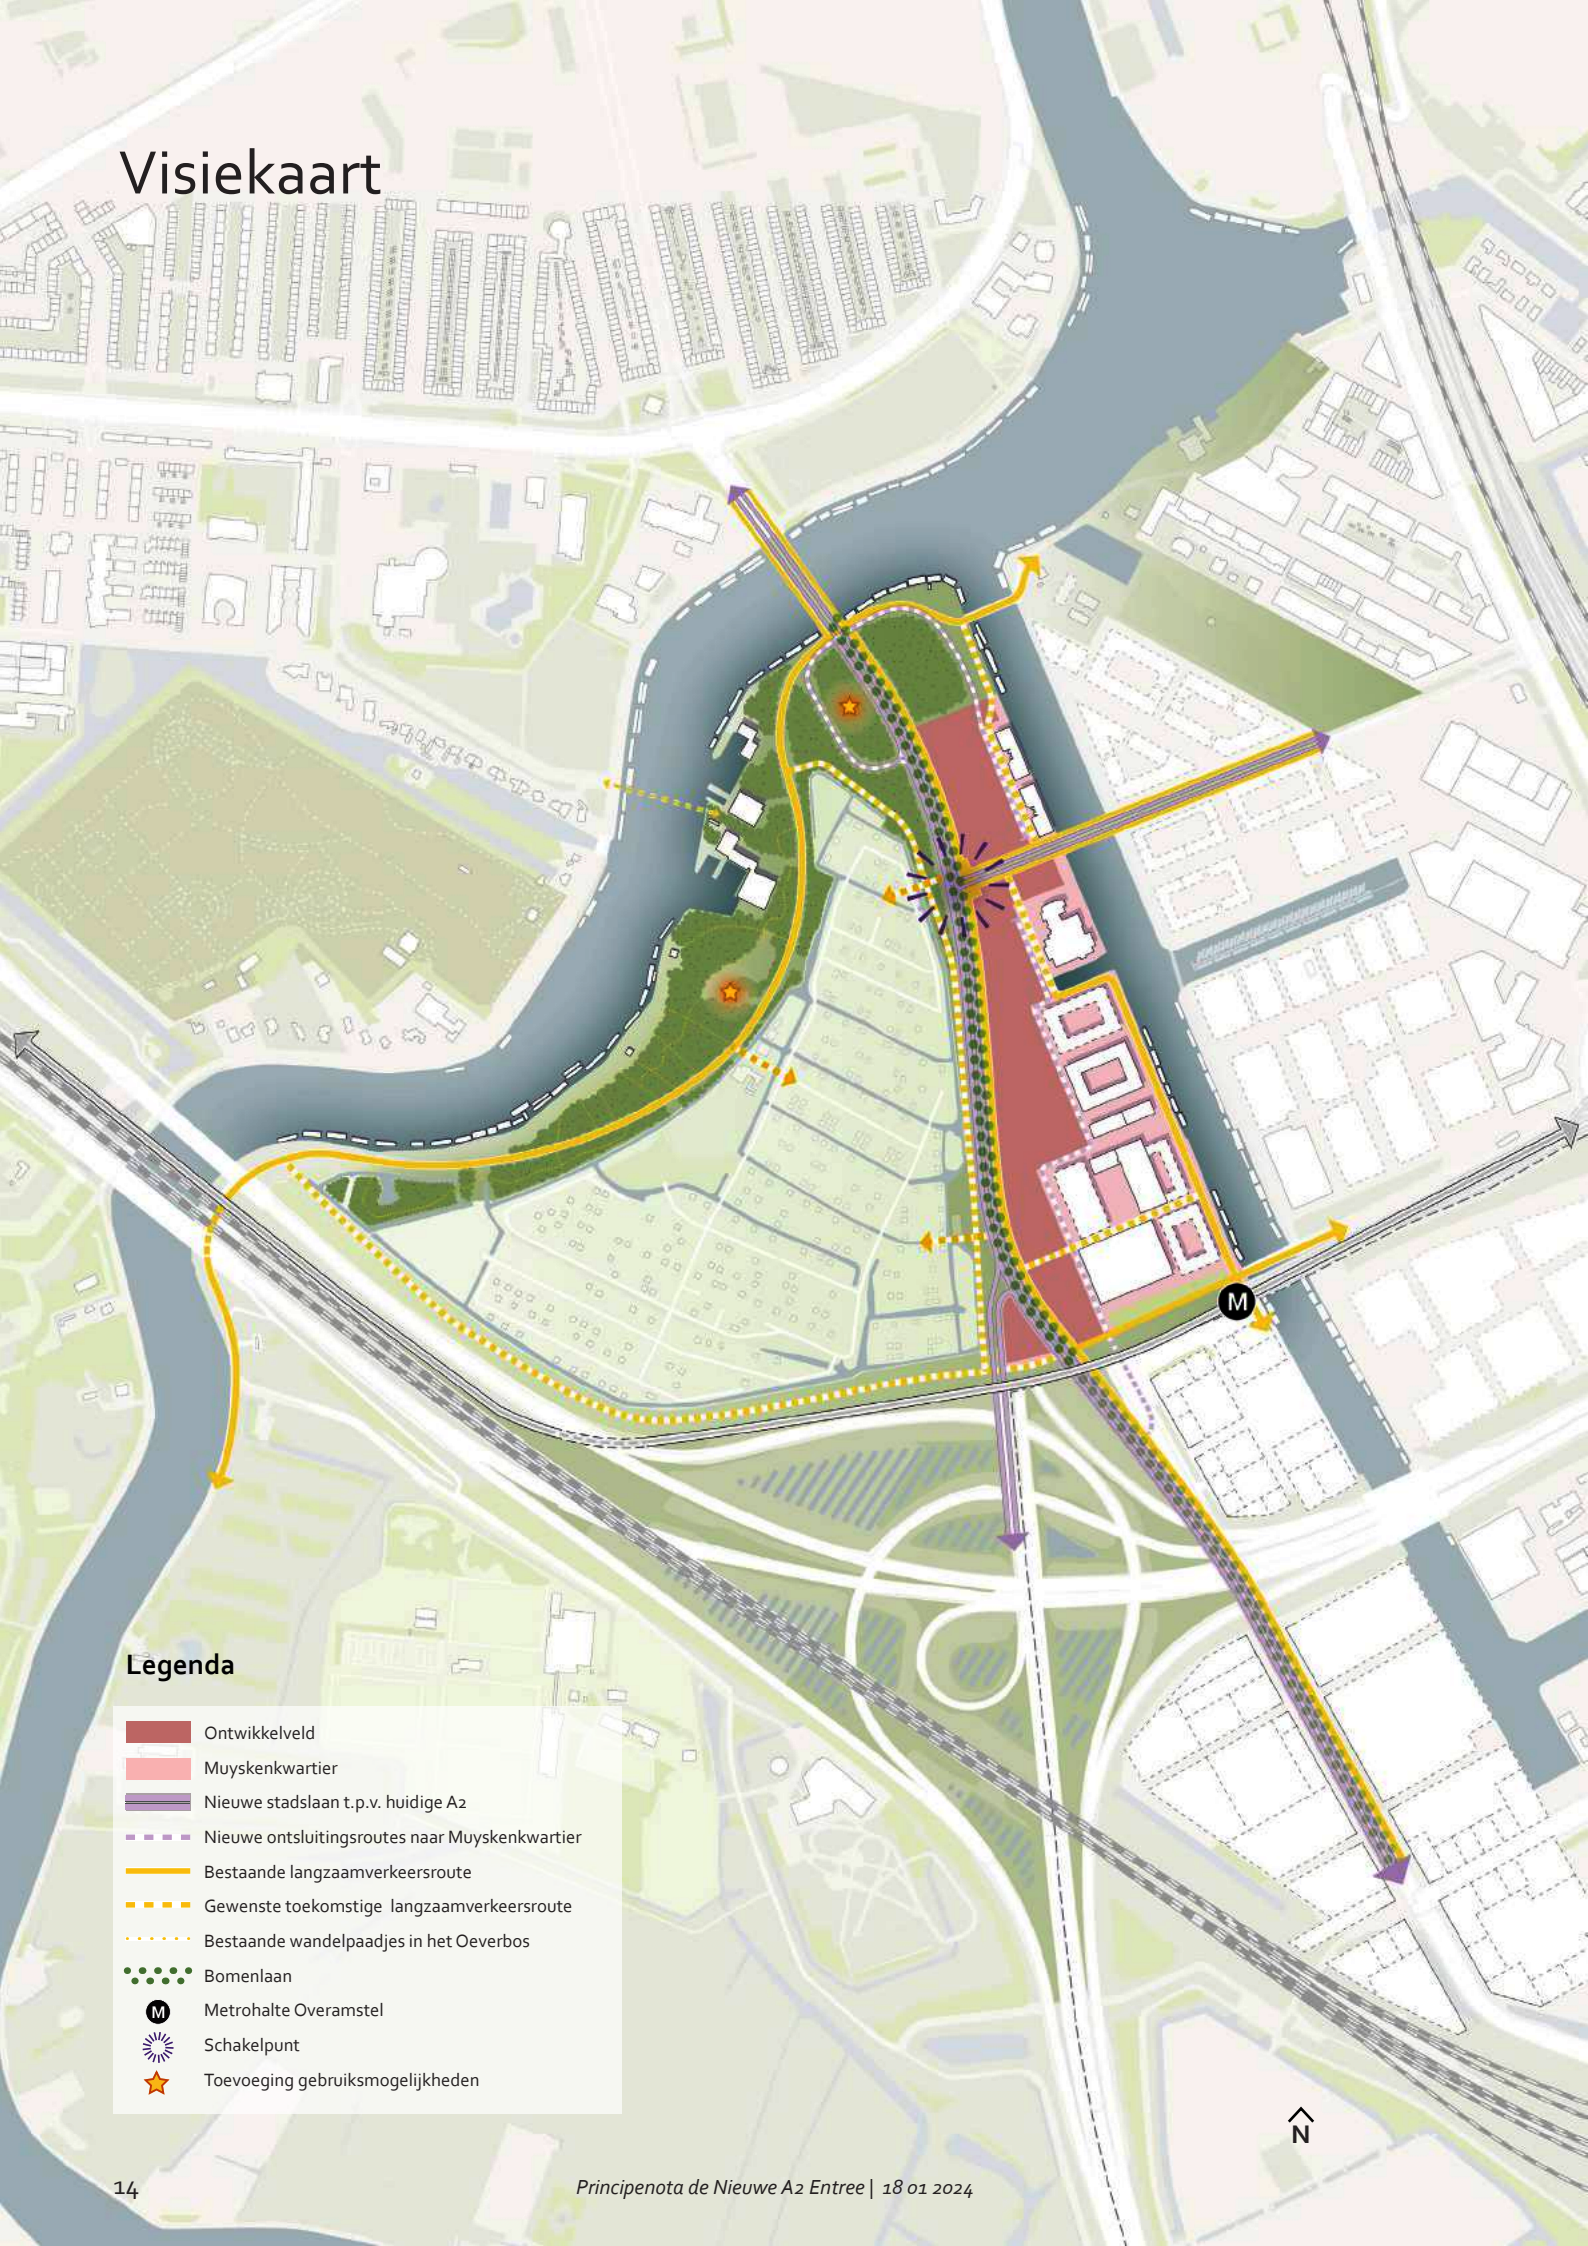 Visiekaart
M
Legenda
Ontwikkelveld
Muyskenkwartier
Nieuwe stadslaan t.p.v. huidige A2
Nieuwe ontsluitingsroutes naar Muyskenkwartier
Bestaande langzaamverkeersroute
Gewenste toekomstige langzaamverkeersroute
Bestaande wandelpaadjes in het Oeverbos
Bomenlaan
M Metrohalte Overamstel
Schakelpunt
Toevoeging gebruiksmogelijkheden
N
14
Principenota de Nieuwe A2 Entree | 18 01 2024